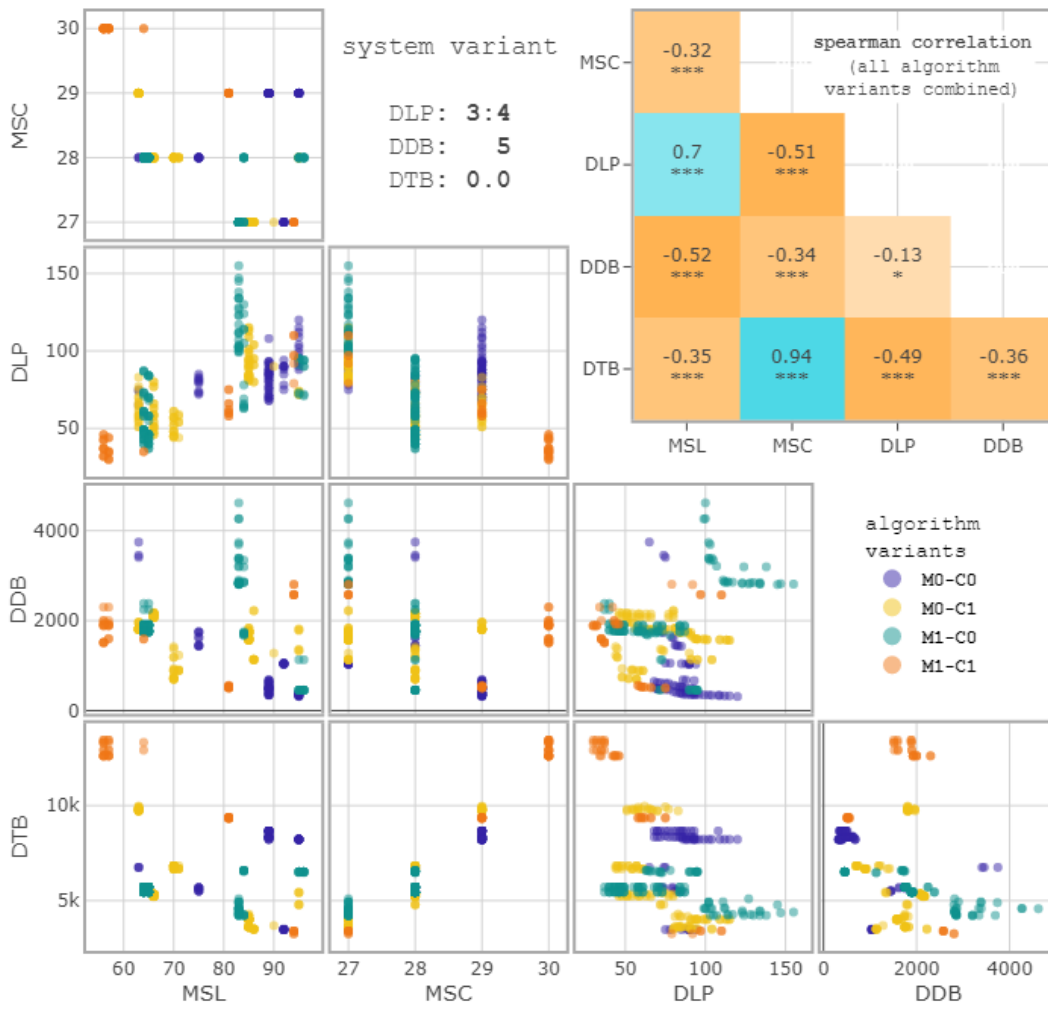 30
29
28
27
MSC
system variant
DLP: 3:4
DDB: 5
DTB: 0.0
spearman correlation
(all algorithm
variants combined)
MSC
-0.32
***
DLP
0.7
***
-0.51
***
DDB
-0.52
***
-0.34
***
-0.13
*
DTB
-0.35
***
0.94
***
-0.49
***
-0.36
***
MSL
MSC
DLP
DDB
150
100
50
DLP
4000
2000
0
DDB
algorithm
variants
M0-C0
M0-C1
M1-C0
M1-C1
10k
5k
DTB
60
70
80
90
MSL
27
28
29
30
MSC
50
100
150
DLP
0
2000
4000
DDB